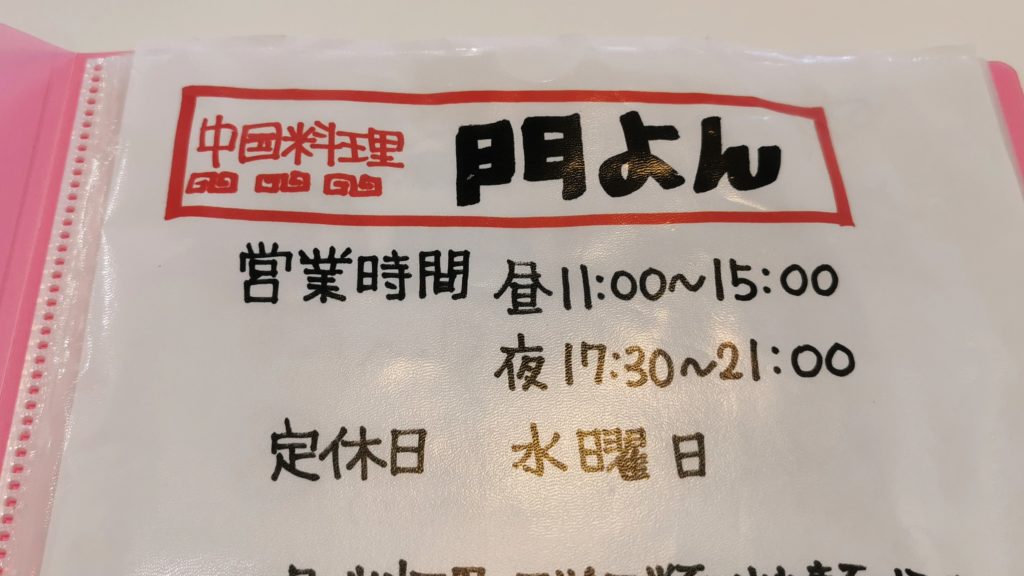 中国料理 門よん
営業時間 昼11:00~15:00
夜17:30~21:00
定休日 水曜日